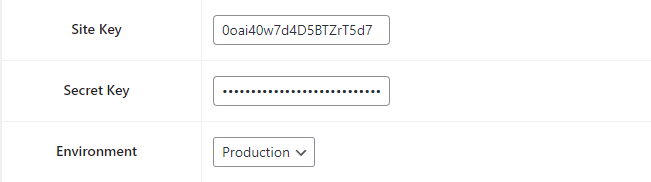 Site Key
0oai40w7d4D5BTZrT5d7
Secret Key
••••••••••••••••••••••••••••
Environment
Production